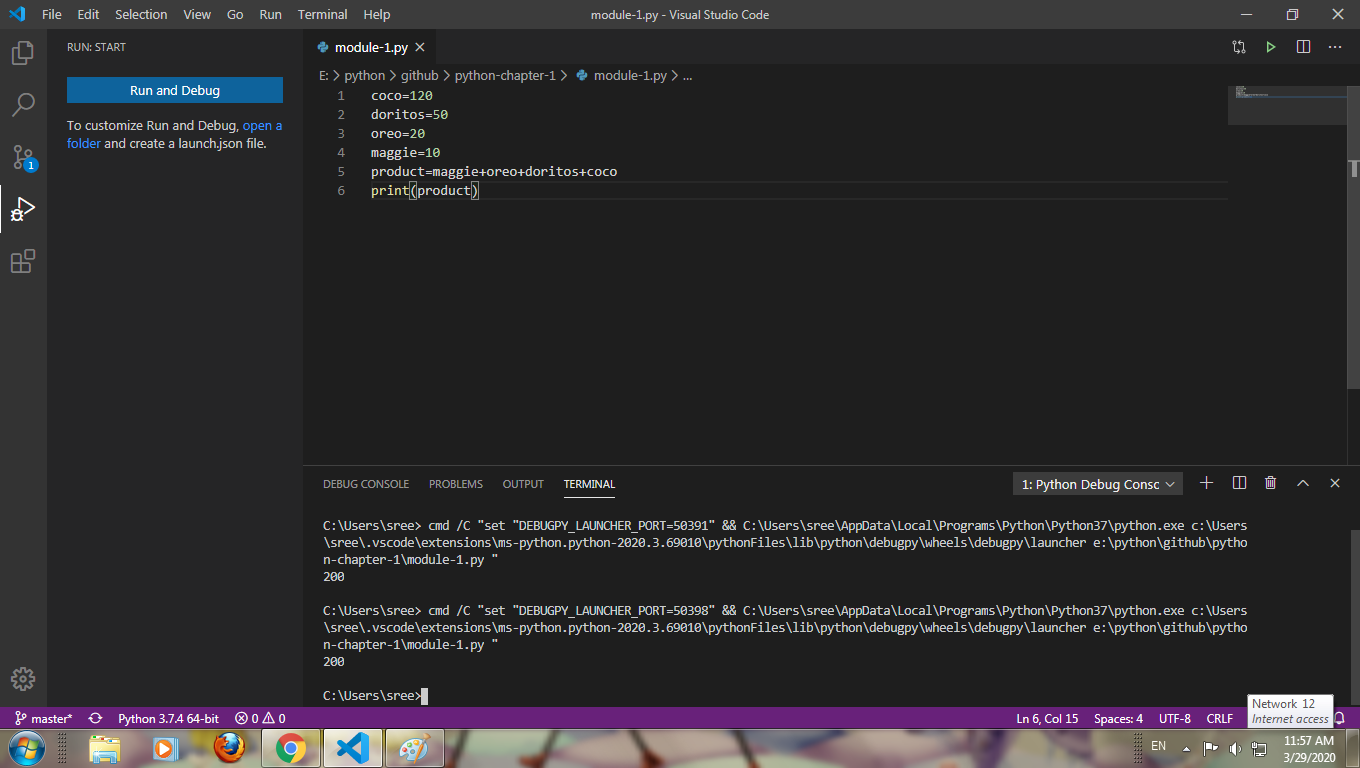 File Edit Selection View Go Run Terminal Help module-1.py - Visual Studio Code
RUN: START
Run and Debug
To customize Run and Debug, open a
folder and create a launch.json file.
1
module-1.py
E: > python > github > python-chapter-1 > module-1.py > ...
1 coco=120
2 doritos=50
3 oreo=20
4 maggie=10
5 product=maggie+oreo+doritos+coco
6 print(product)
DEBUG CONSOLE PROBLEMS OUTPUT TERMINAL 1: Python Debug Consc
C:\Users\sree> cmd /C "set "DEBUGPY_LAUNCHER_PORT=50391" && C:\Users\sree\AppData\Local\Programs\Python\Python37\python.exe c:\Users
\sree\.vscode\extensions\ms-python.python-2020.3.69010\pythonFiles\lib\python\debugpy\wheels\debugpy\launcher e:\python\github\pytho
n-chapter-1\module-1.py "
200
C:\Users\sree> cmd /C "set "DEBUGPY_LAUNCHER_PORT=50398" && C:\Users\sree\AppData\Local\Programs\Python\Python37\python.exe c:\Users
\sree\.vscode\extensions\ms-python.python-2020.3.69010\pythonFiles\lib\python\debugpy\wheels\debugpy\launcher e:\python\github\pytho
n-chapter-1\module-1.py "
200
C:\Users\sree>
master* Python 3.7.4 64-bit 0 0 Ln 6, Col 15 Spaces: 4 UTF-8 CRLF
Network 12
Internet access
EN
11:57 AM
3/29/2020